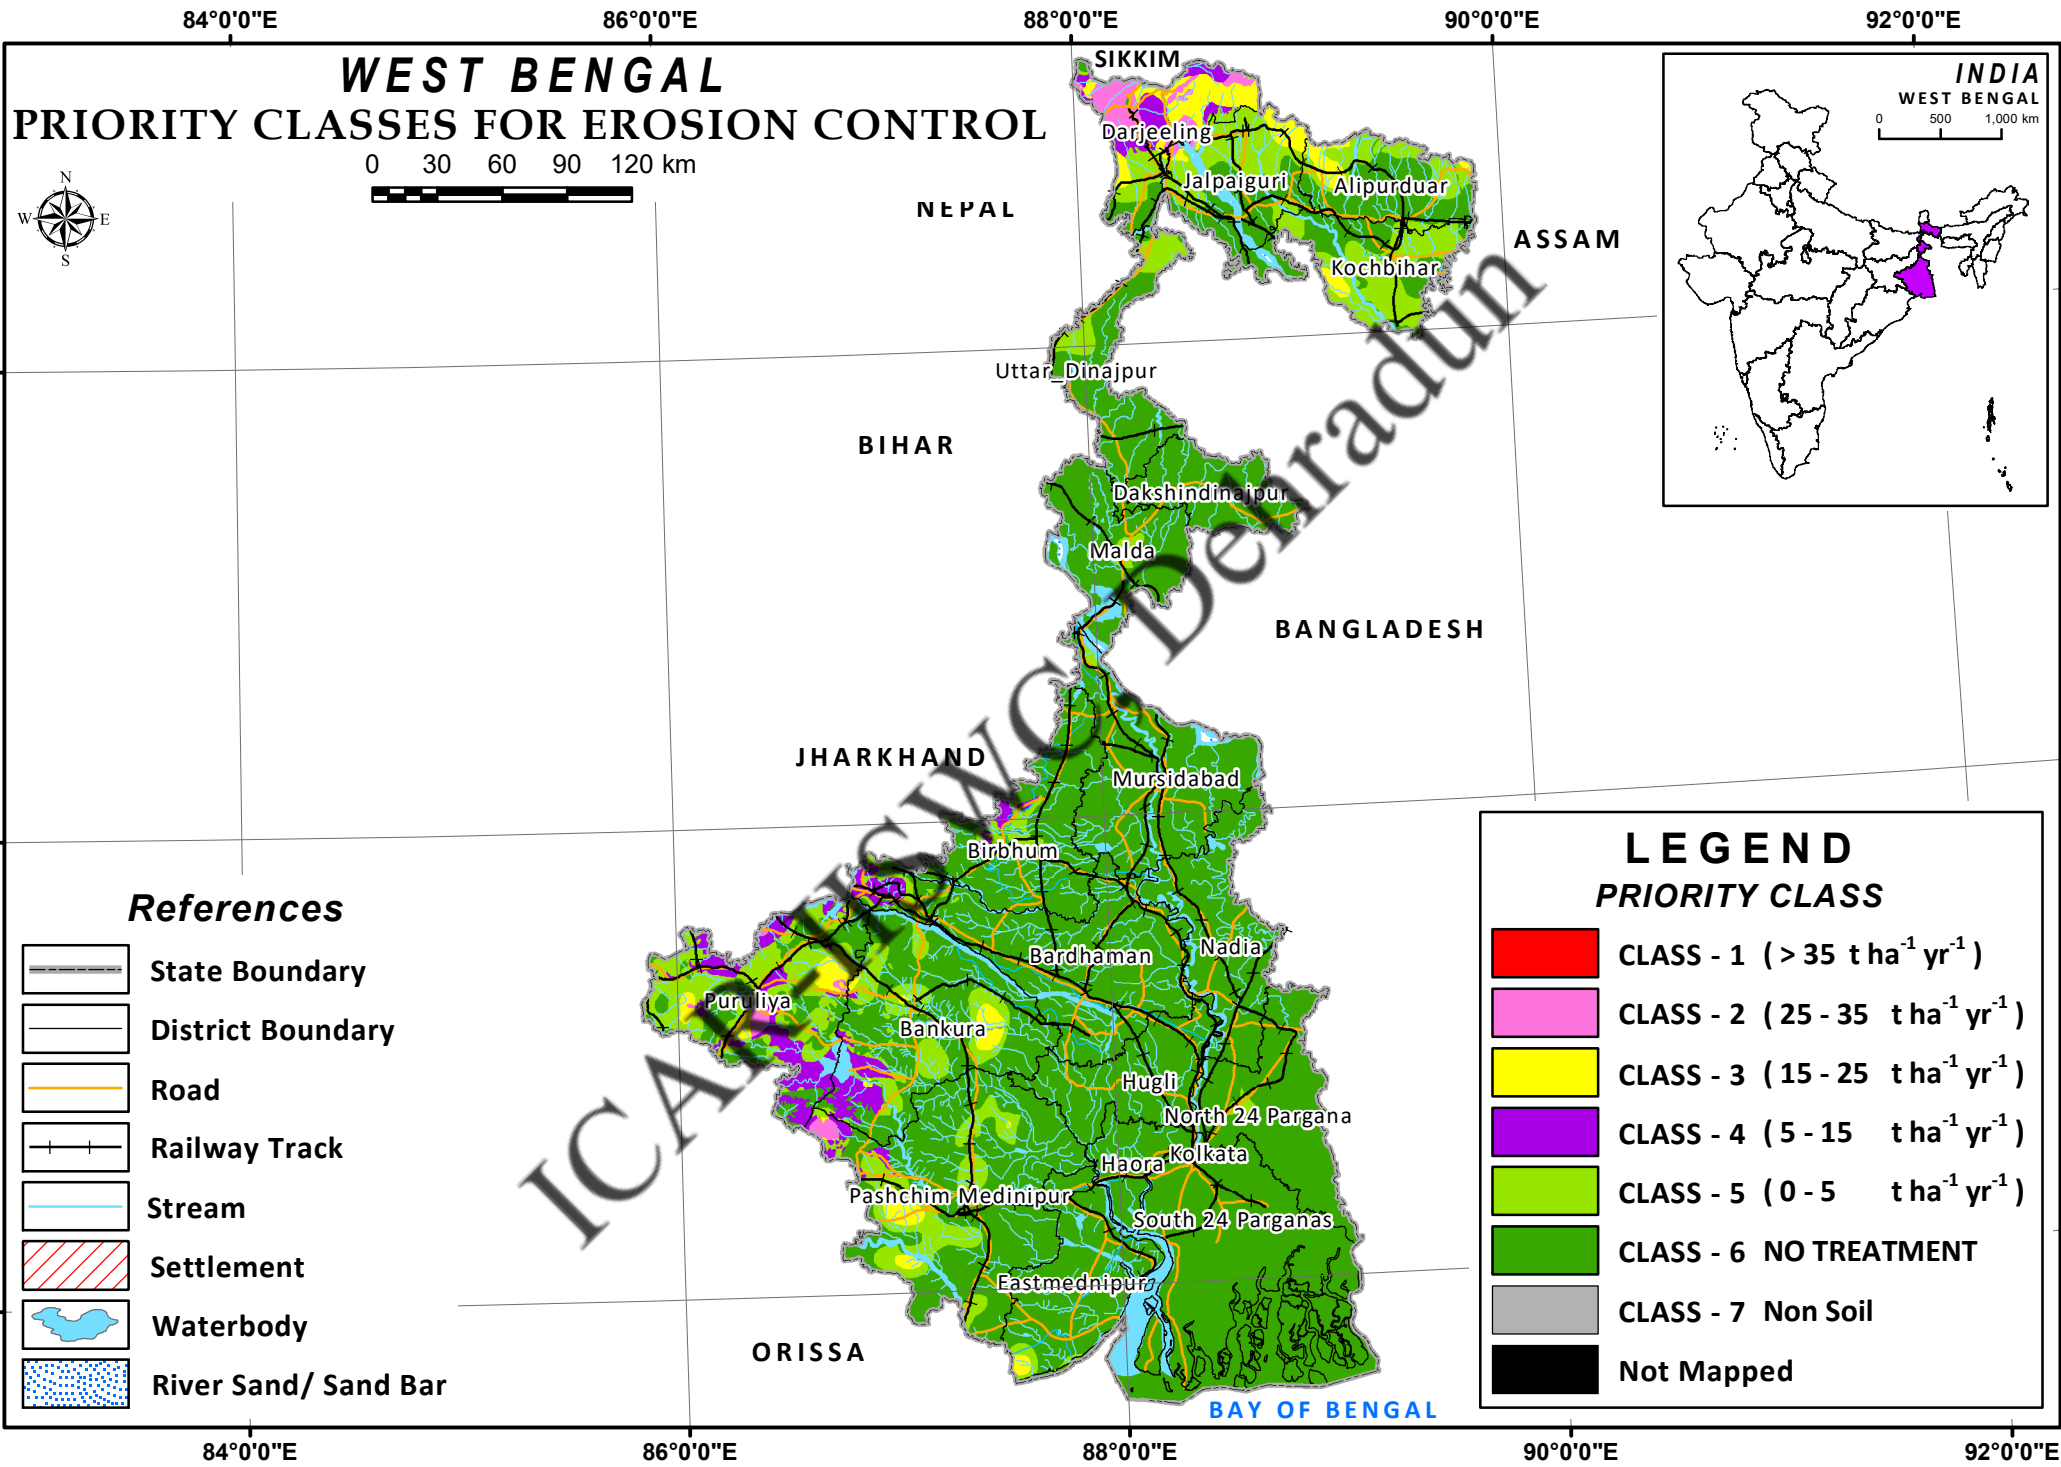 84°0'0"E 86°0'0"E 88°0'0"E 90°0'0"E 92°0'0"E
WEST BENGAL
PRIORITY CLASSES FOR EROSION CONTROL
0 30 60 90 120 km
N
W E
S
INDIA
WEST BENGAL
0 500 1,000 km
SIKKIM
Darjeeling
Jalpaiguri
Alipurduar
NEPAL
ASSAM
Kochbihar
Uttar_Dinajpur
BIHAR
Dakshindinajpur
Malda
BANGLADESH
JHARKHAND
Mursidabad
Birbhum
Nadia
Bardhaman
Puruliya
Bankura
Hugli
North 24 Pargana
Kolkata
Haora
Pashchim Medinipur
South 24 Parganas
Eastmednipur
ORISSA
BAY OF BENGAL
ICAR-IISWC, Dehradun
References
State Boundary
District Boundary
Road
Railway Track
Stream
Settlement
Waterbody
River Sand/ Sand Bar
LEGEND
PRIORITY CLASS
CLASS - 1 ( > 35 t ha⁻¹ yr⁻¹ )
CLASS - 2 ( 25 - 35 t ha⁻¹ yr⁻¹ )
CLASS - 3 ( 15 - 25 t ha⁻¹ yr⁻¹ )
CLASS - 4 ( 5 - 15 t ha⁻¹ yr⁻¹ )
CLASS - 5 ( 0 - 5 t ha⁻¹ yr⁻¹ )
CLASS - 6 NO TREATMENT
CLASS - 7 Non Soil
Not Mapped
84°0'0"E 86°0'0"E 88°0'0"E 90°0'0"E 92°0'0"E